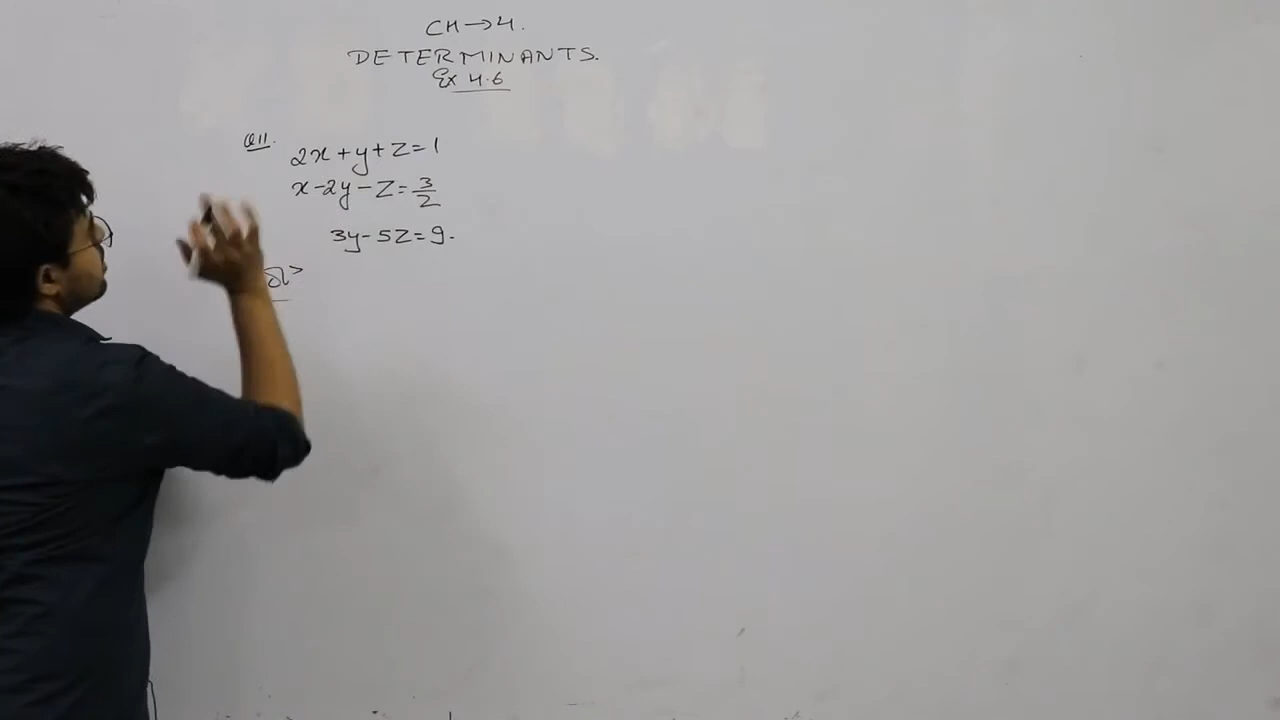 CH→4.
DETERMINANTS.
Ex 4.6
Q11. 2x+y+z=1
x-2y-z=3/2
3y-5z=9.